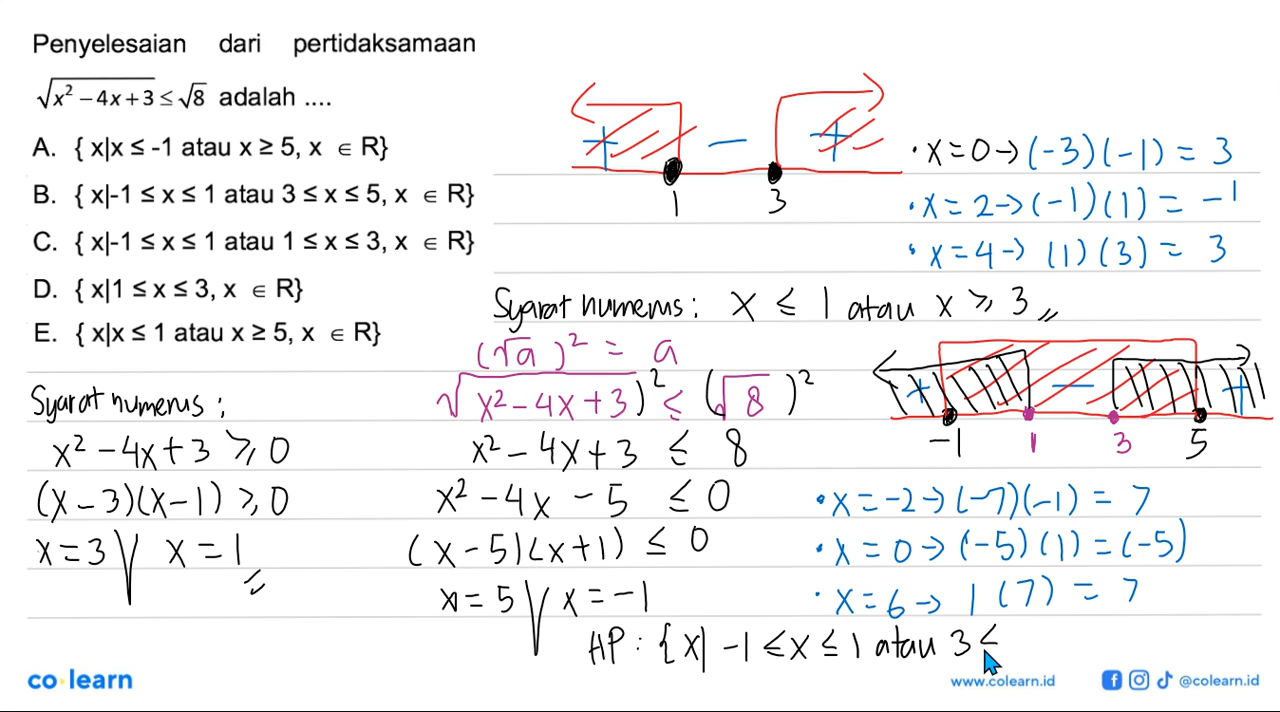 Penyelesaian dari pertidaksamaan
√x² - 4x + 3 ≤ √8 adalah ....
A. { x|x ≤ -1 atau x ≥ 5, x ∈ R}
B. { x|-1 ≤ x ≤ 1 atau 3 ≤ x ≤ 5, x ∈ R}
C. { x|-1 ≤ x ≤ 1 atau 1 ≤ x ≤ 3, x ∈ R}
D. { x|1 ≤ x ≤ 3, x ∈ R}
E. { x|x ≤ 1 atau x ≥ 5, x ∈ R}
+ - +
1 3
• x = 0 → (-3)(-1) = 3
• x = 2 → (-1)(1) = -1
• x = 4 → (1)(3) = 3
Syarat numerus : x ≤ 1 atau x ≥ 3
Syarat numerus :
x² - 4x + 3 ≥ 0
(x - 3)(x - 1) ≥ 0
x = 3 ∨ x = 1
(√a)² = a
√x² - 4x + 3)² ≤ (√8)²
x² - 4x + 3 ≤ 8
x² - 4x - 5 ≤ 0
(x - 5)(x + 1) ≤ 0
x = 5 ∨ x = -1
+ - +
-1 1 3 5
• x = -2 → (-7)(-1) = 7
• x = 0 → (-5)(1) = (-5)
• x = 6 → 1(7) = 7
HP : {x| -1 ≤ x ≤ 1 atau 3 ≤
co·learn
www.colearn.id
@colearn.id